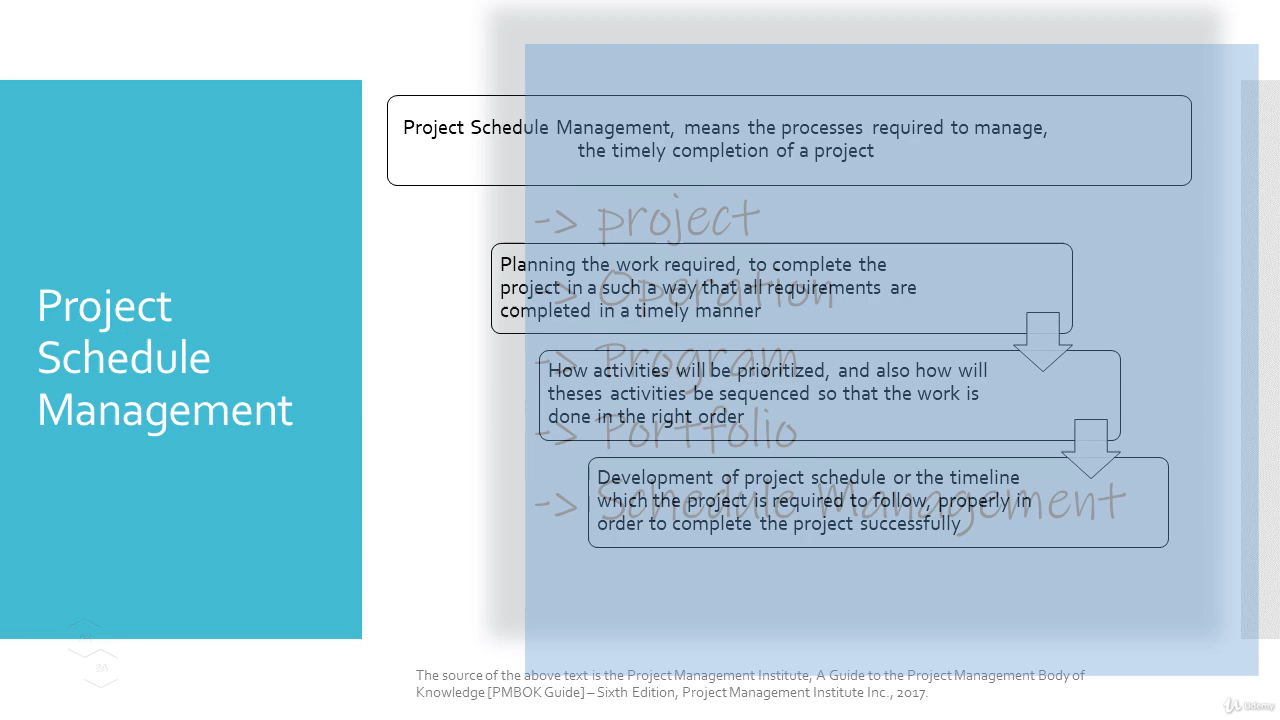 Project
Schedule
Management
Project Schedule Management, means the processes required to manage,
the timely completion of a project
-> project
Planning the work required, to complete the
project in a such a way that all requirements are
completed in a timely manner
-> Operation
-> Program
How activities will be prioritized, and also how will
theses activities be sequenced so that the work is
done in the right order
-> Portfolio
Development of project schedule or the timeline
which the project is required to follow, properly in
order to complete the project successfully
-> Schedule Management
The source of the above text is the Project Management Institute, A Guide to the Project Management Body of
Knowledge [PMBOK Guide] – Sixth Edition, Project Management Institute Inc., 2017.
SA
Udemy